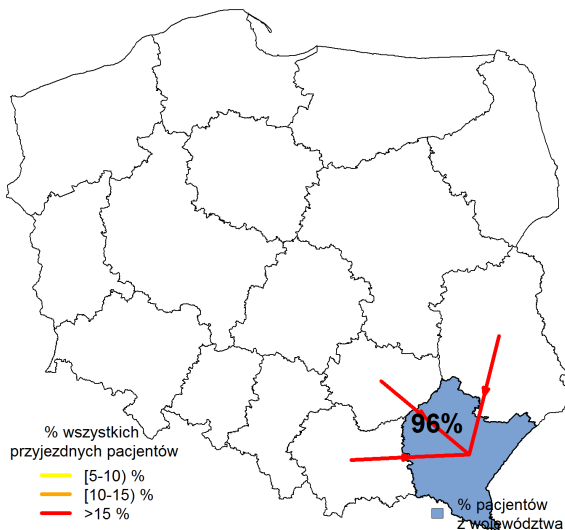 96%
% wszystkich
przyjezdnych pacjentów
[5-10) %
[10-15) %
>15 %
% pacjentów
z województwa